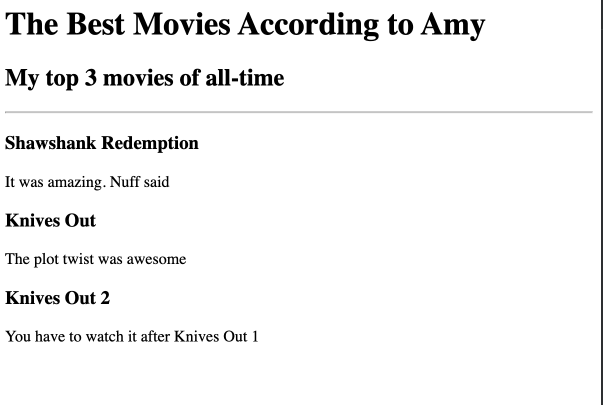 The Best Movies According to Amy
My top 3 movies of all-time
Shawshank Redemption
It was amazing. Nuff said
Knives Out
The plot twist was awesome
Knives Out 2
You have to watch it after Knives Out 1